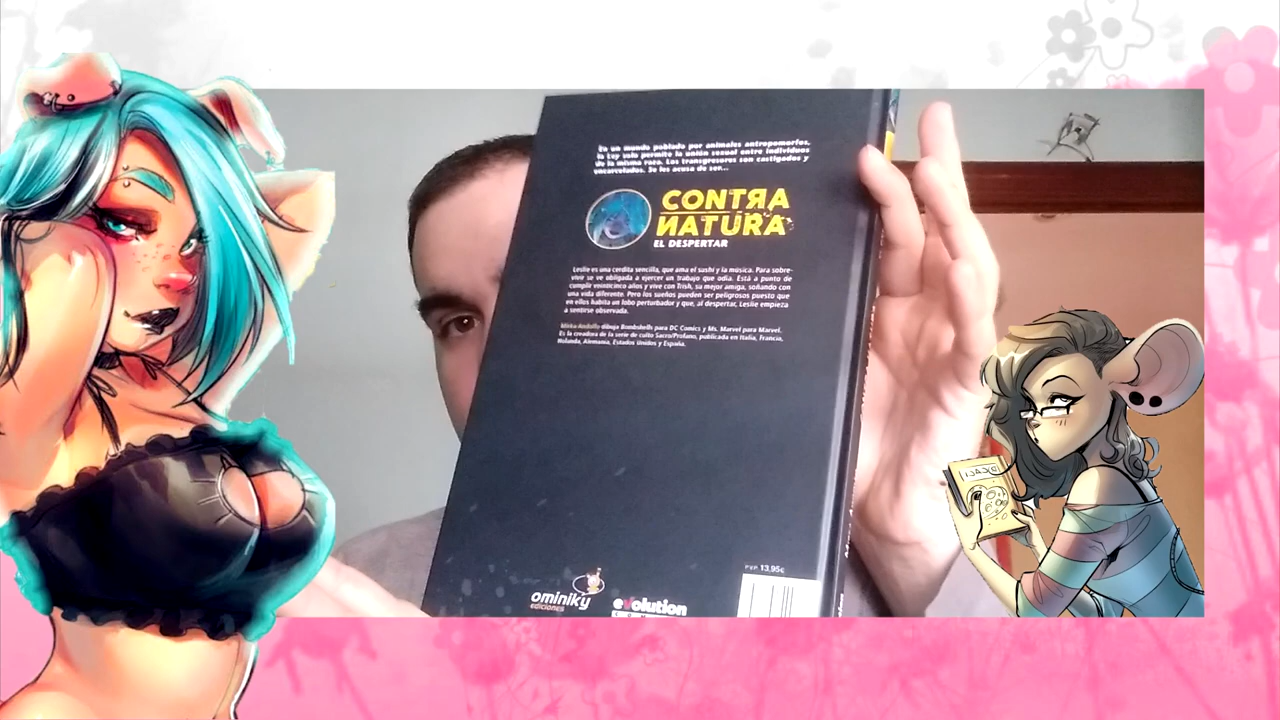 En un mundo poblado por animales antropomorfos,
la Ley solo permite la unión sexual entre individuos
de la misma raza. Los transgresores son castigados y
encarcelados. Se les acusa de ser...
CONTRA
NATURA
EL DESPERTAR
Leslie es una cerdita sencilla, que ama el sushi y la música. Para sobre-
vivir se ve obligada a ejercer un trabajo que odia. Está a punto de
cumplir veinticinco años y vive con Trish, su mejor amiga, soñando con
una vida diferente. Pero los sueños pueden ser peligrosos puesto que
en ellos habita un lobo perturbador y que, al despertar, Leslie empieza
a sentirse observada.
Mirka Andolfo dibuja Bombshells para DC Comics y Ms. Marvel para Marvel.
Es la creadora de la serie de culto Sacro/Profano, publicada en Italia, Francia,
Holanda, Alemania, Estados Unidos y España.
PVP 13,95€
ominiky
ediciones
evolution